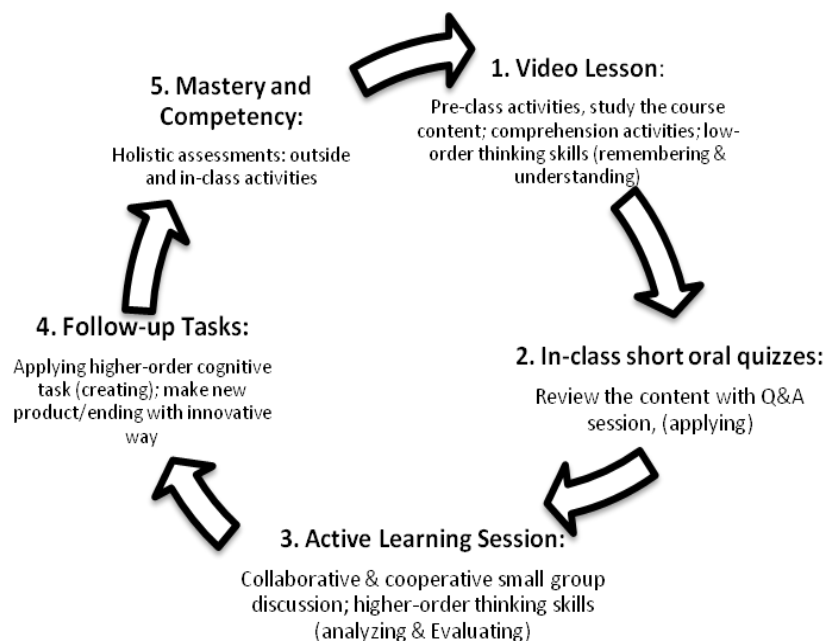 1. Video Lesson:
Pre-class activities, study the course
content; comprehension activities; low-
order thinking skills (remembering &
understanding)
2. In-class short oral quizzes:
Review the content with Q&A
session, (applying)
3. Active Learning Session:
Collaborative & cooperative small group
discussion; higher-order thinking skills
(analyzing & Evaluating)
4. Follow-up Tasks:
Applying higher-order cognitive
task (creating); make new
product/ending with innovative
way
5. Mastery and
Competency:
Holistic assessments: outside
and in-class activities